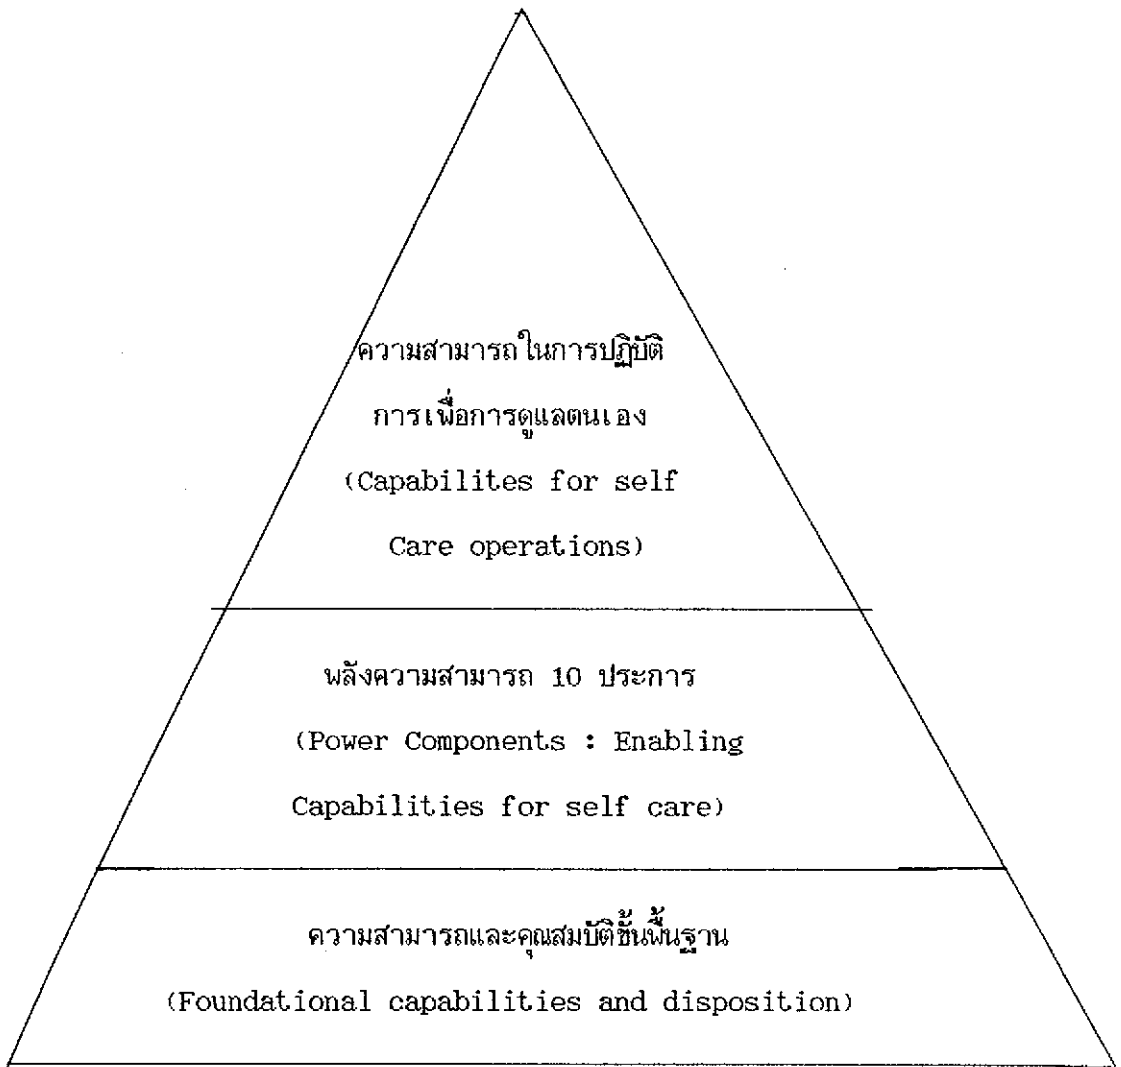 ความสามารถในการปฏิบัติ
การเพื่อการดูแลตนเอง
(Capabilites for self
Care operations)
พลังความสามารถ 10 ประการ
(Power Components : Enabling
Capabilities for self care)
ความสามารถและคุณสมบัติขั้นพื้นฐาน
(Foundational capabilities and disposition)